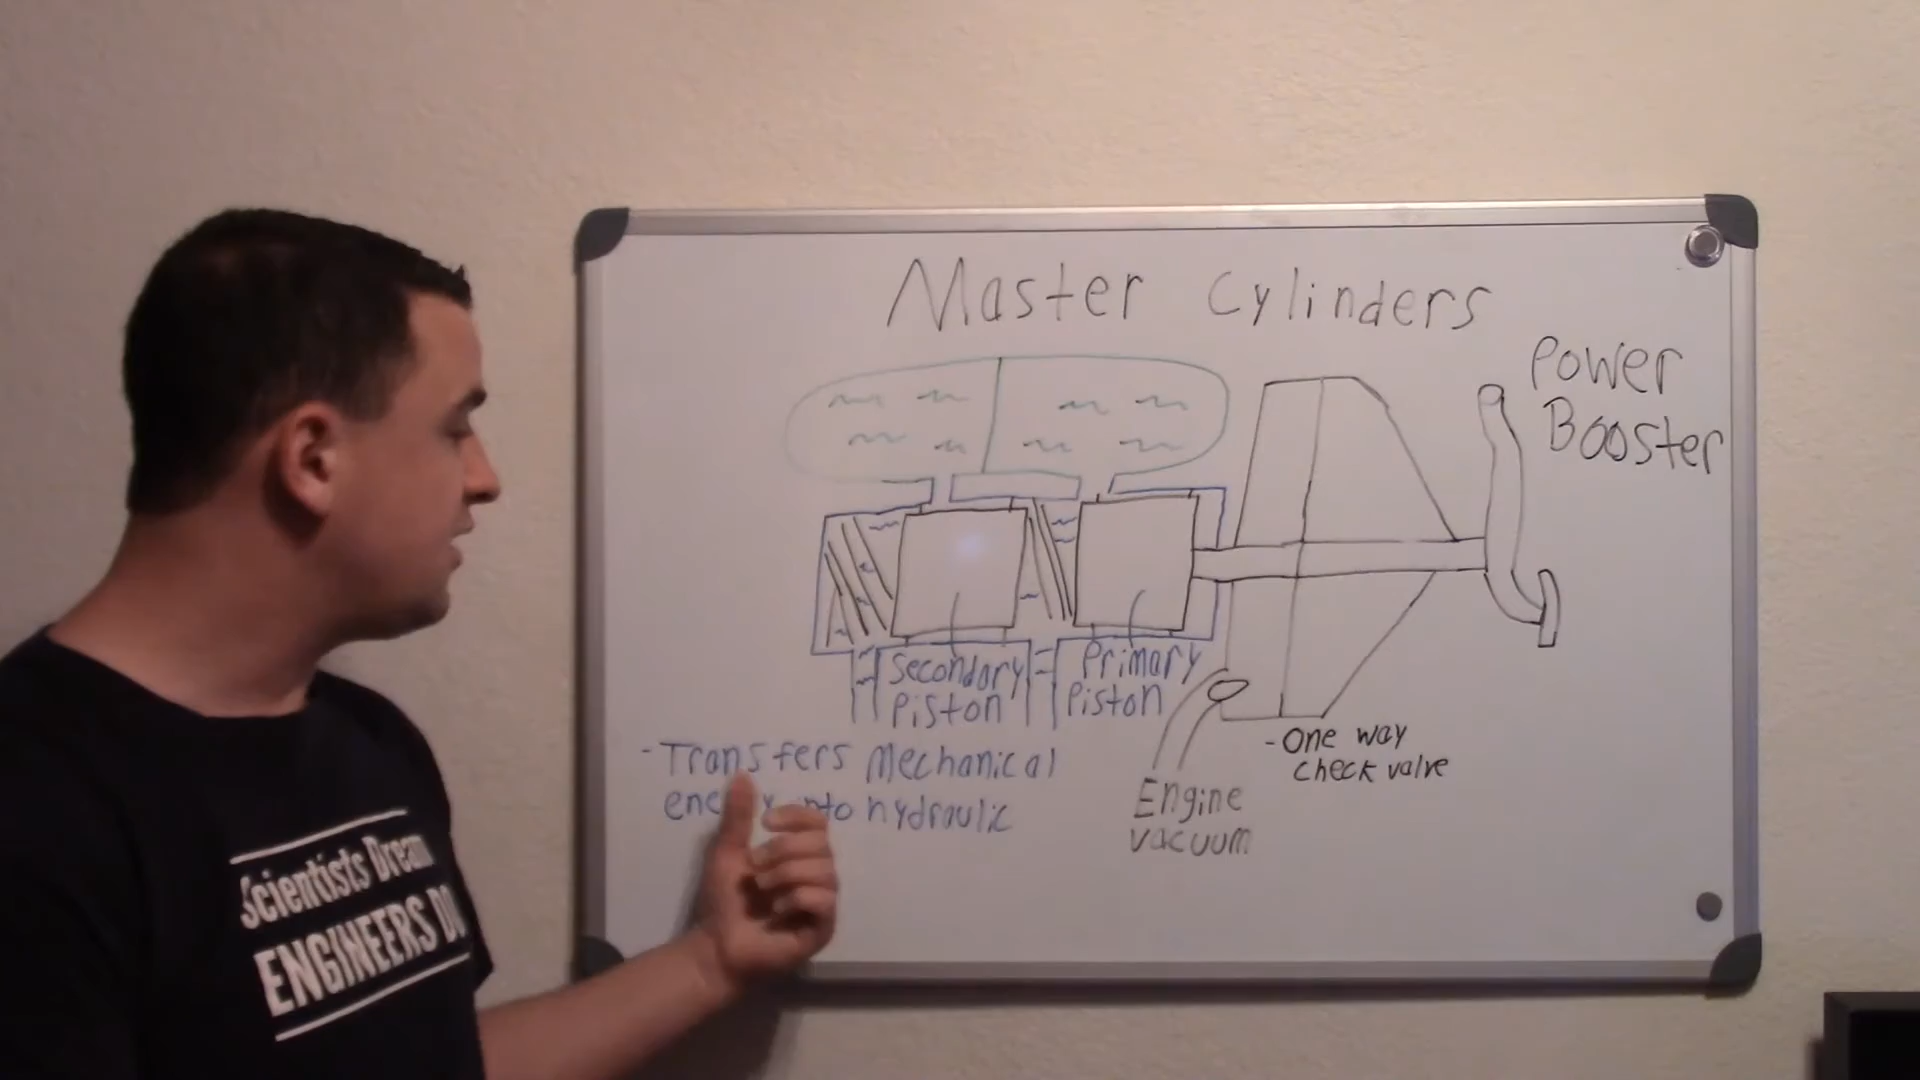 Master Cylinders
Power
Booster
Secondary
Piston
Primary
Piston
-Transfers Mechanical
hydraulic
Engine
vacuum
-One way
check valve
Scientists Dream
ENGINEERS DO